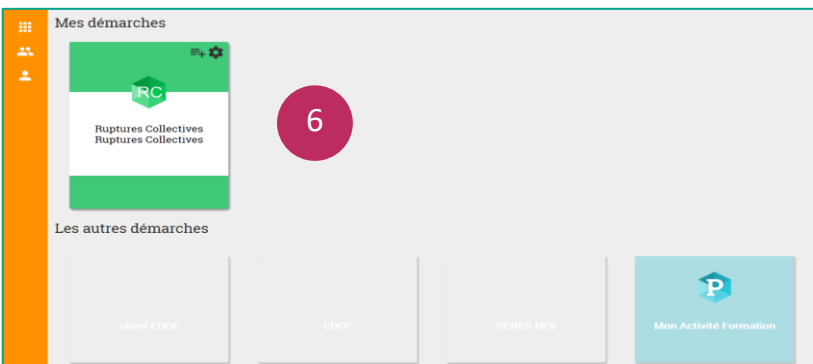 Mes démarches
RC
Ruptures Collectives
Ruptures Collectives
6
Les autres démarches
client EDOF
EDOF
CERES DEV
P
Mon Activité Formation